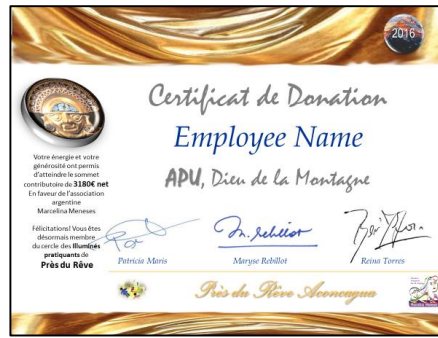 2016
Certificat de Donation
Employee Name
APU, Dieu de la Montagne
Votre énergie et votre
générosité ont permis
d'atteindre le sommet
contributoire de 3180€ net
En faveur de l'association
argentine
Marcelina Meneses
Félicitations! Vous êtes
désormais membre
du cercle des Illuminés
pratiquants de
Près du Rêve
M. Rebillot
Patricia Maris
Maryse Rebillot
Reina Torres
Près du Rêve Aconcagua